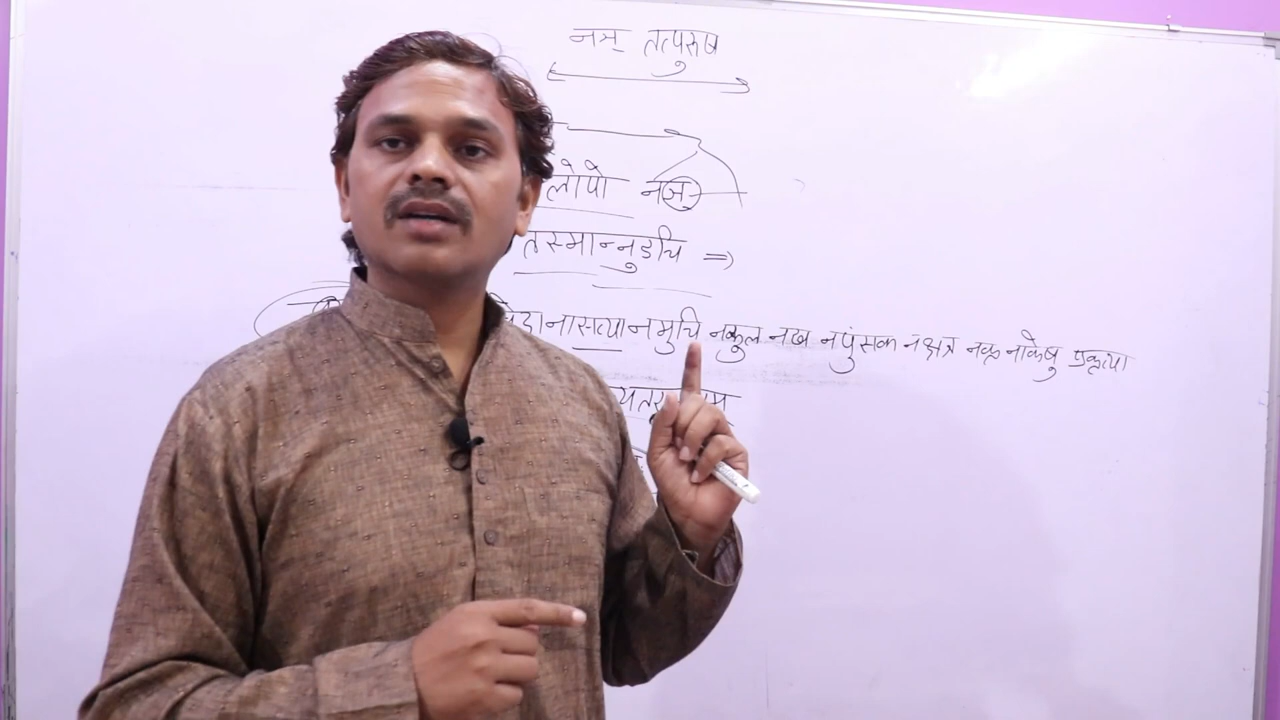 नञ् तत्पुरुष
लोपो नञः
तस्मान्नुडचि ⇒
वेदानासत्यानमुचि नकुल नख नपुंसक नक्षत्र नक्र नाकेषु प्रकृत्या